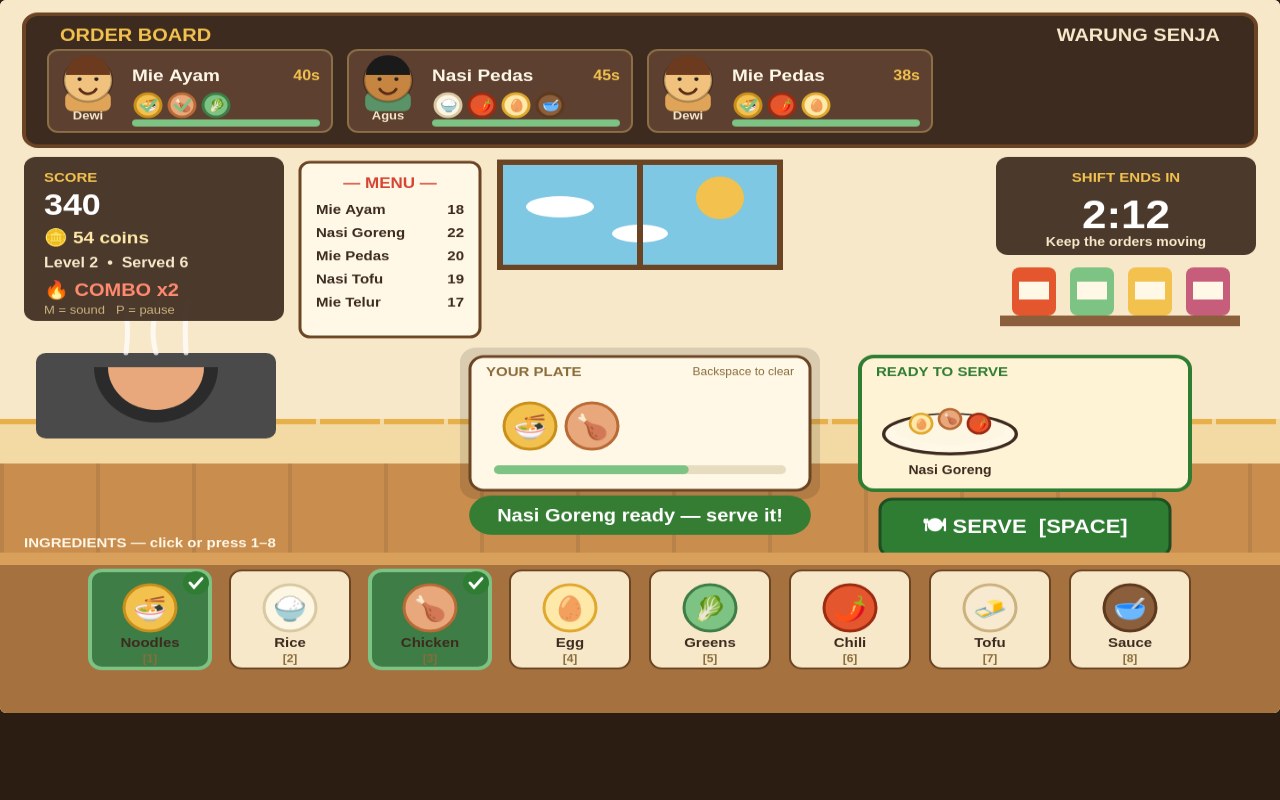 ORDER BOARD
WARUNG SENJA
Mie Ayam 40s
Dewi
Nasi Pedas 45s
Agus
Mie Pedas 38s
Dewi
SCORE
340
54 coins
Level 2 • Served 6
COMBO x2
M = sound P = pause
— MENU —
Mie Ayam 18
Nasi Goreng 22
Mie Pedas 20
Nasi Tofu 19
Mie Telur 17
SHIFT ENDS IN
2:12
Keep the orders moving
YOUR PLATE
Backspace to clear
Nasi Goreng ready — serve it!
READY TO SERVE
Nasi Goreng
SERVE [SPACE]
INGREDIENTS — click or press 1–8
Noodles
[1]
Rice
[2]
Chicken
[3]
Egg
[4]
Greens
[5]
Chili
[6]
Tofu
[7]
Sauce
[8]